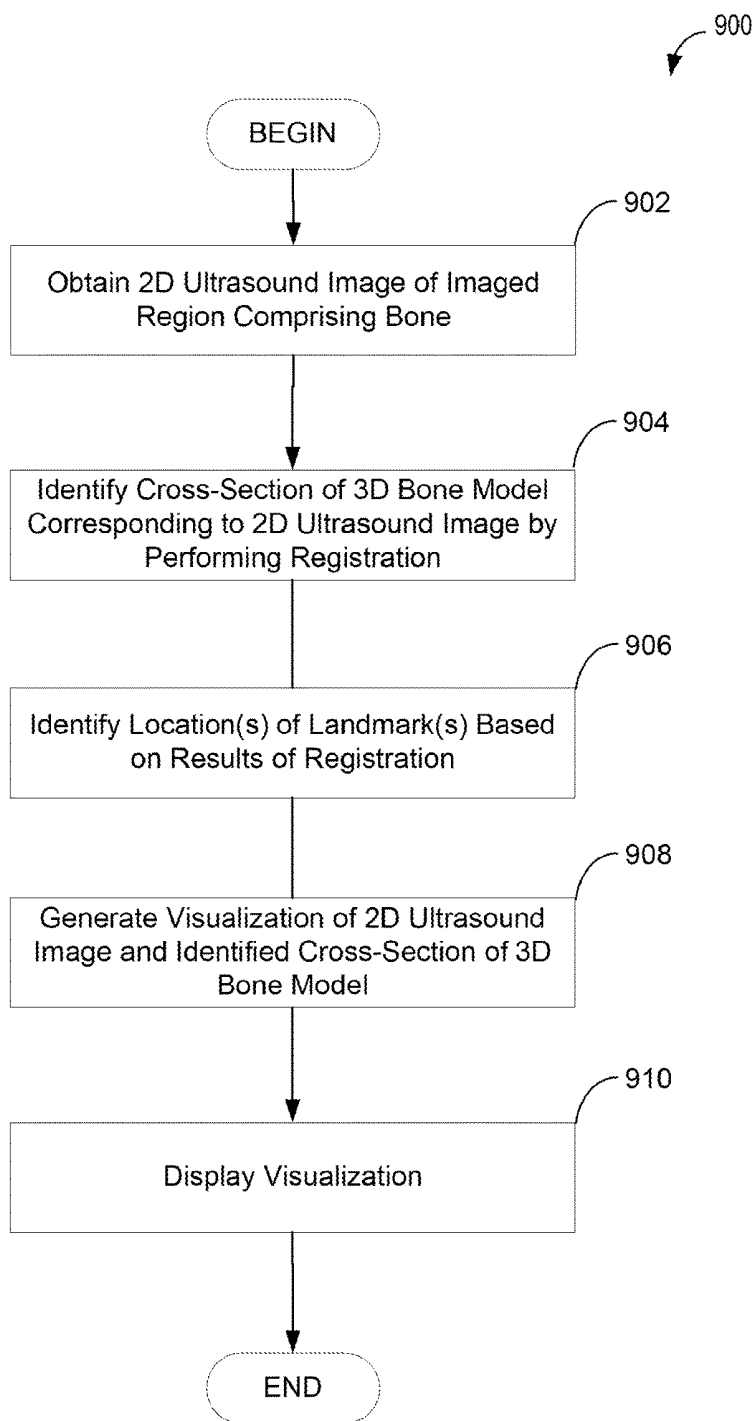 900
BEGIN
902
Obtain 2D Ultrasound Image of Imaged
Region Comprising Bone
904
Identify Cross-Section of 3D Bone Model
Corresponding to 2D Ultrasound Image by
Performing Registration
906
Identify Location(s) of Landmark(s) Based
on Results of Registration
908
Generate Visualization of 2D Ultrasound
Image and Identified Cross-Section of 3D
Bone Model
910
Display Visualization
END